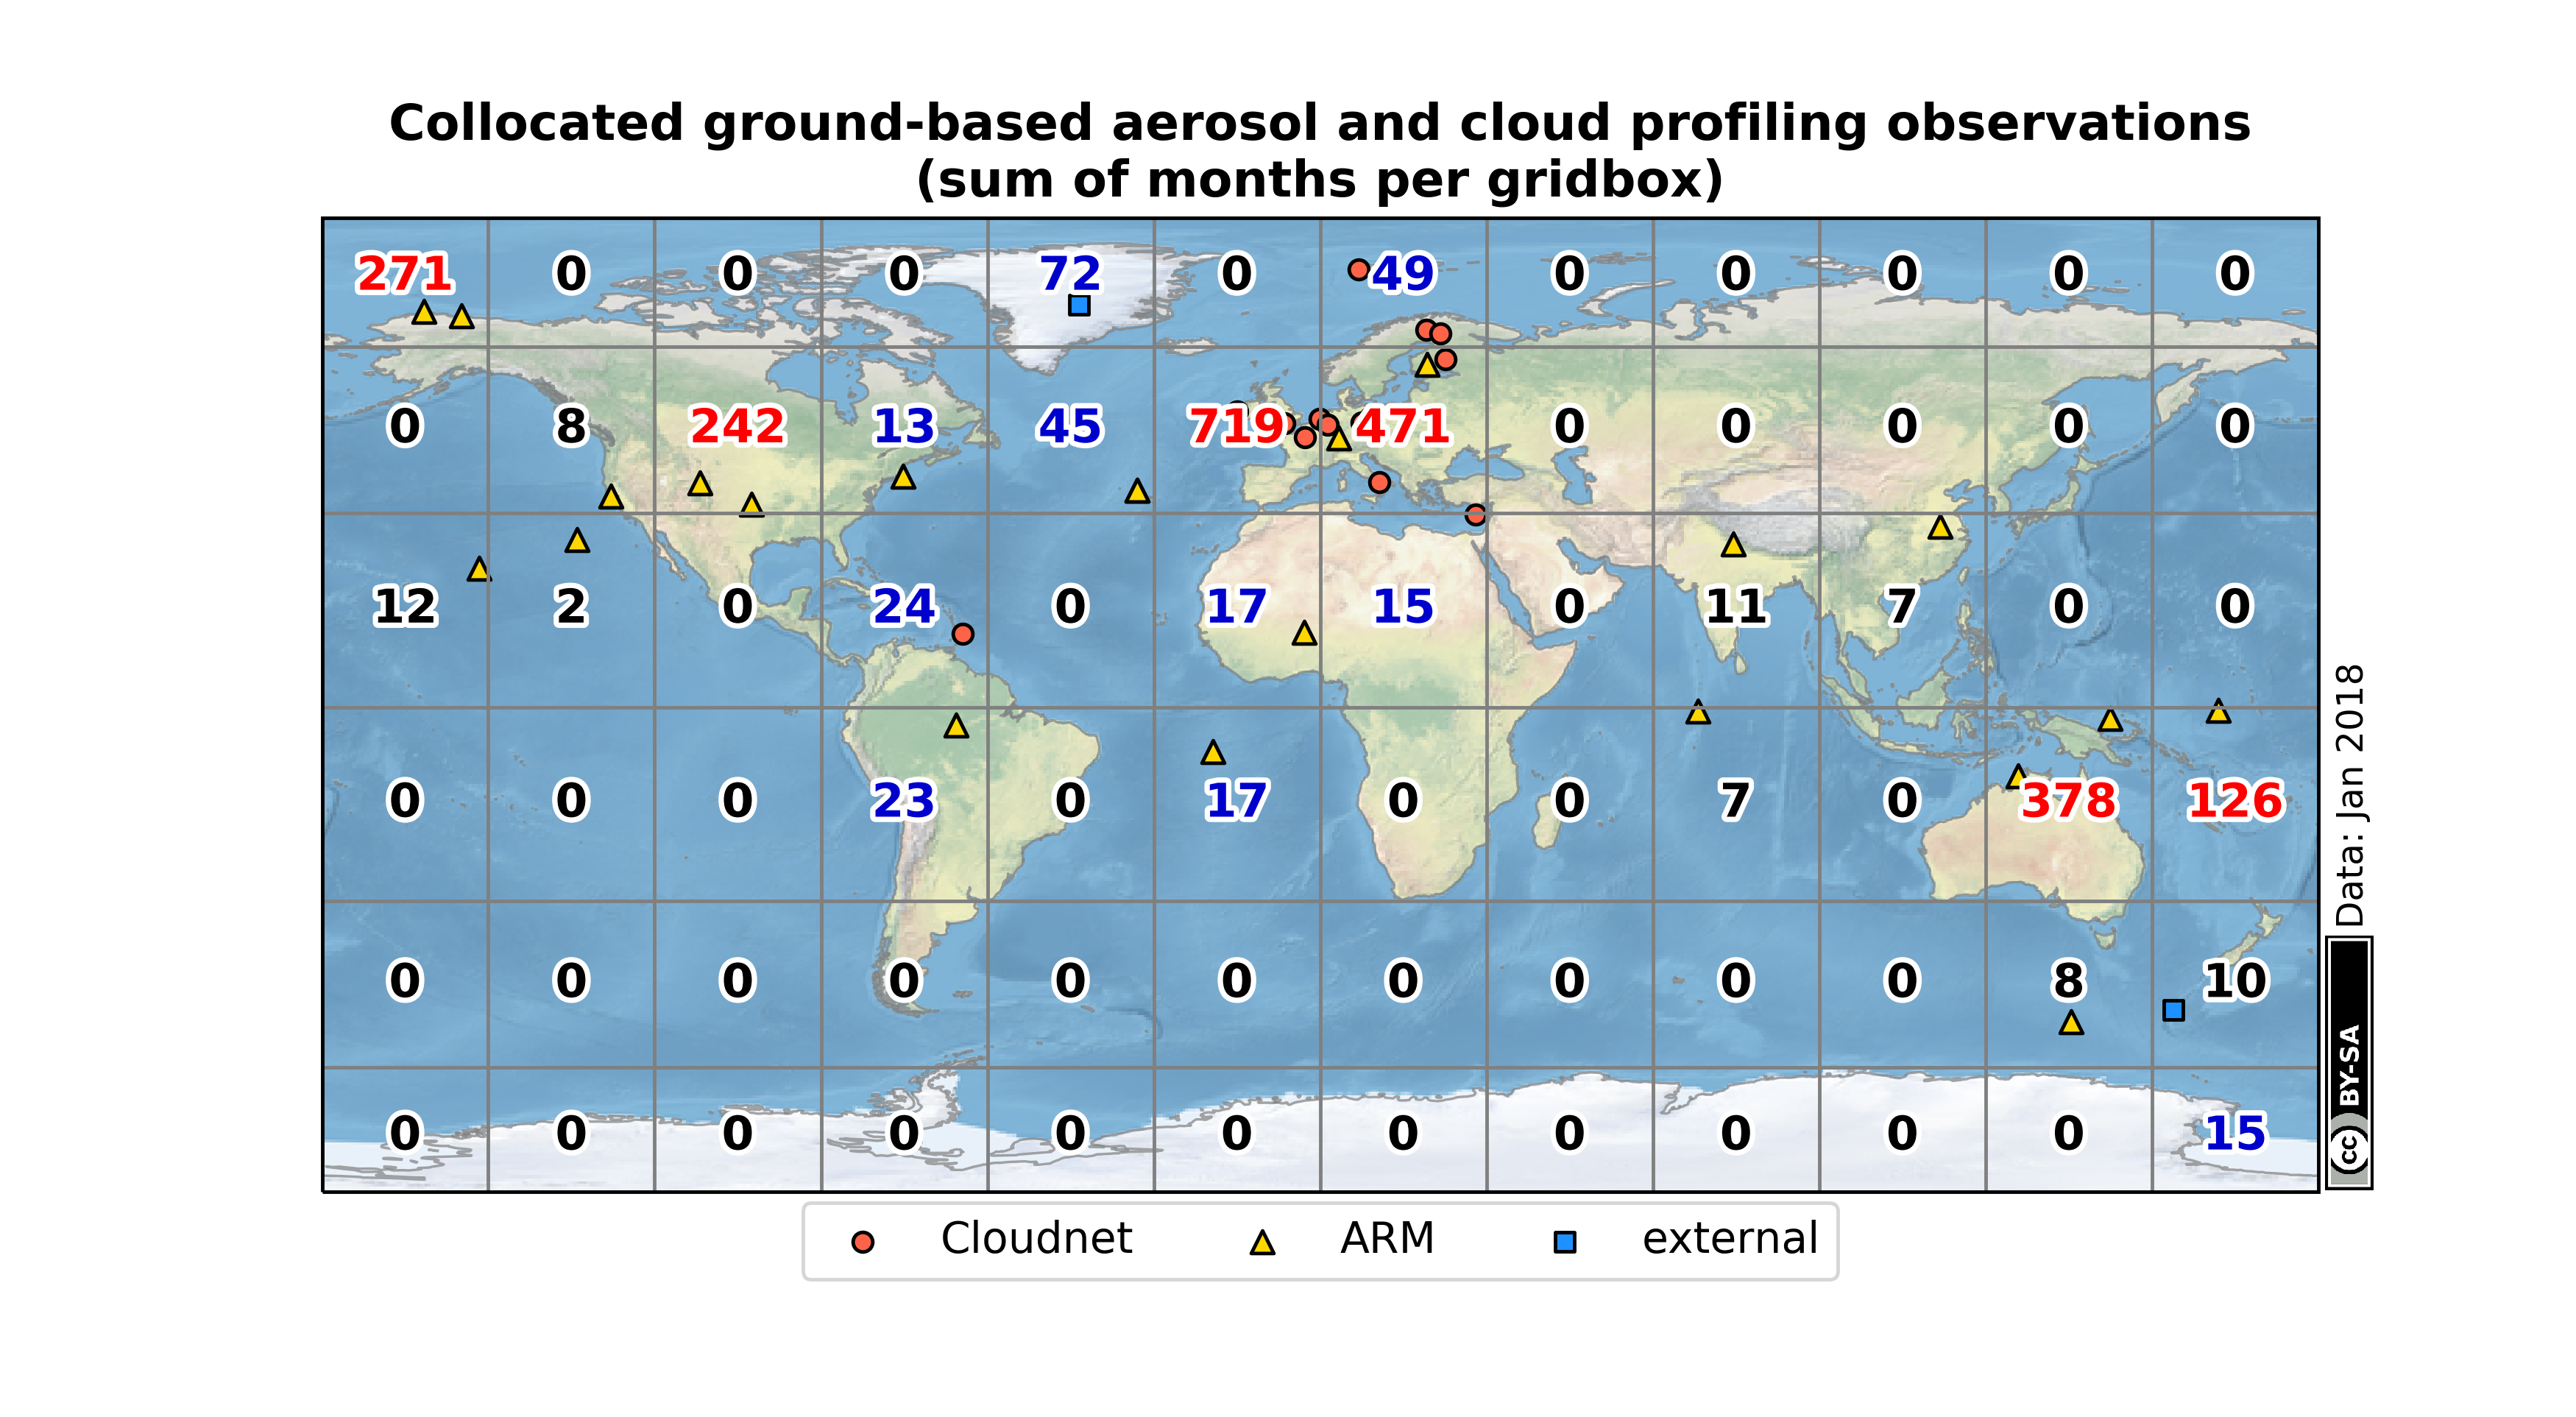 Collocated ground-based aerosol and cloud profiling observations
(sum of months per gridbox)
271 0 0 0 72 0 49 0 0 0 0 0
0 8 242 13 45 719 471 0 0 0 0 0
12 2 0 24 0 17 15 0 11 7 0 0
0 0 0 23 0 17 0 0 7 0 378 126
0 0 0 0 0 0 0 0 0 0 8 10
0 0 0 0 0 0 0 0 0 0 0 15
Data: Jan 2018
cc BY-SA
Cloudnet ARM external